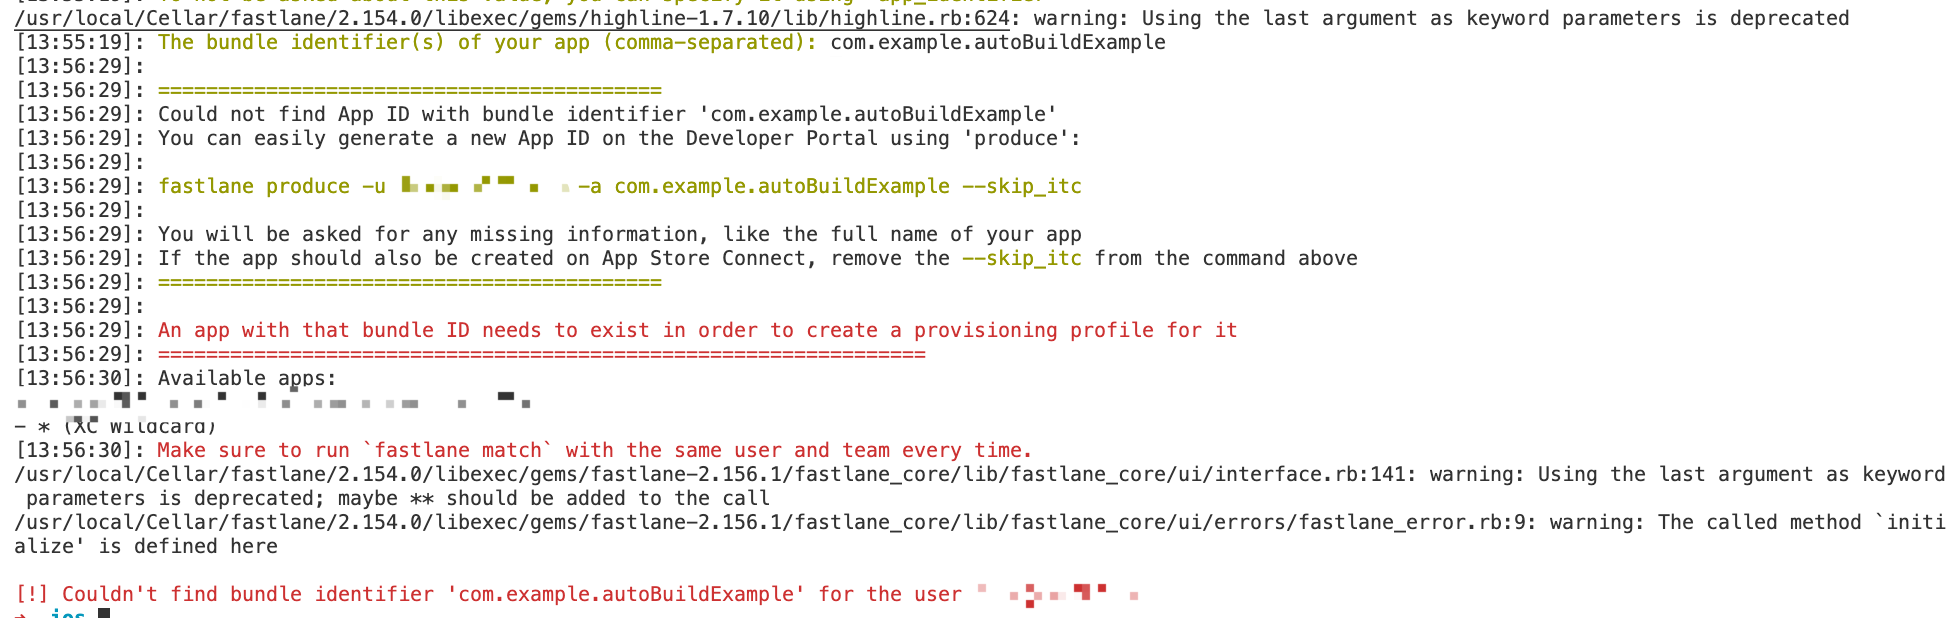 /usr/local/Cellar/fastlane/2.154.0/libexec/gems/highline-1.7.10/lib/highline.rb:624: warning: Using the last argument as keyword parameters is deprecated
[13:55:19]: The bundle identifier(s) of your app (comma-separated): com.example.autoBuildExample
[13:56:29]:
[13:56:29]: ==========================================
[13:56:29]: Could not find App ID with bundle identifier 'com.example.autoBuildExample'
[13:56:29]: You can easily generate a new App ID on the Developer Portal using 'produce':
[13:56:29]:
[13:56:29]: fastlane produce -u -a com.example.autoBuildExample --skip_itc
[13:56:29]:
[13:56:29]: You will be asked for any missing information, like the full name of your app
[13:56:29]: If the app should also be created on App Store Connect, remove the --skip_itc from the command above
[13:56:29]: ==========================================
[13:56:29]:
[13:56:29]: An app with that bundle ID needs to exist in order to create a provisioning profile for it
[13:56:29]: ================================================================
[13:56:30]: Available apps:
- * (XC Wildcard)
[13:56:30]: Make sure to run `fastlane match` with the same user and team every time.
/usr/local/Cellar/fastlane/2.154.0/libexec/gems/fastlane-2.156.1/fastlane_core/lib/fastlane_core/ui/interface.rb:141: warning: Using the last argument as keyword
parameters is deprecated; maybe ** should be added to the call
/usr/local/Cellar/fastlane/2.154.0/libexec/gems/fastlane-2.156.1/fastlane_core/lib/fastlane_core/ui/errors/fastlane_error.rb:9: warning: The called method `initi
alize' is defined here
[!] Couldn't find bundle identifier 'com.example.autoBuildExample' for the user
→ ios